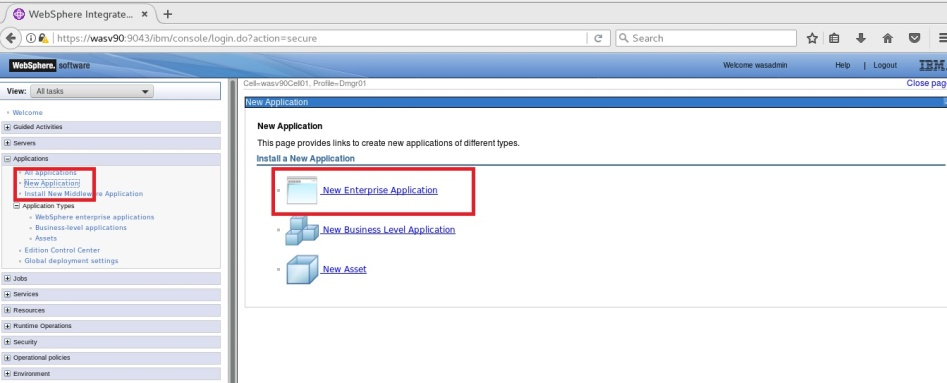 WebSphere Integrate...
https://wasv90:9043/ibm/console/login.do?action=secure
Search
WebSphere. software
Welcome wasadmin
Help | Logout
IBM.
View: All tasks
Welcome
Guided Activities
Servers
Applications
All applications
New Application
Install New Middleware Application
Application Types
WebSphere enterprise applications
Business-level applications
Assets
Edition Control Center
Global deployment settings
Jobs
Services
Resources
Runtime Operations
Security
Operational policies
Environment
Cell=wasv90Cell01, Profile=Dmgr01
Close pag
New Application
New Application
This page provides links to create new applications of different types.
Install a New Application
New Enterprise Application
New Business Level Application
New Asset